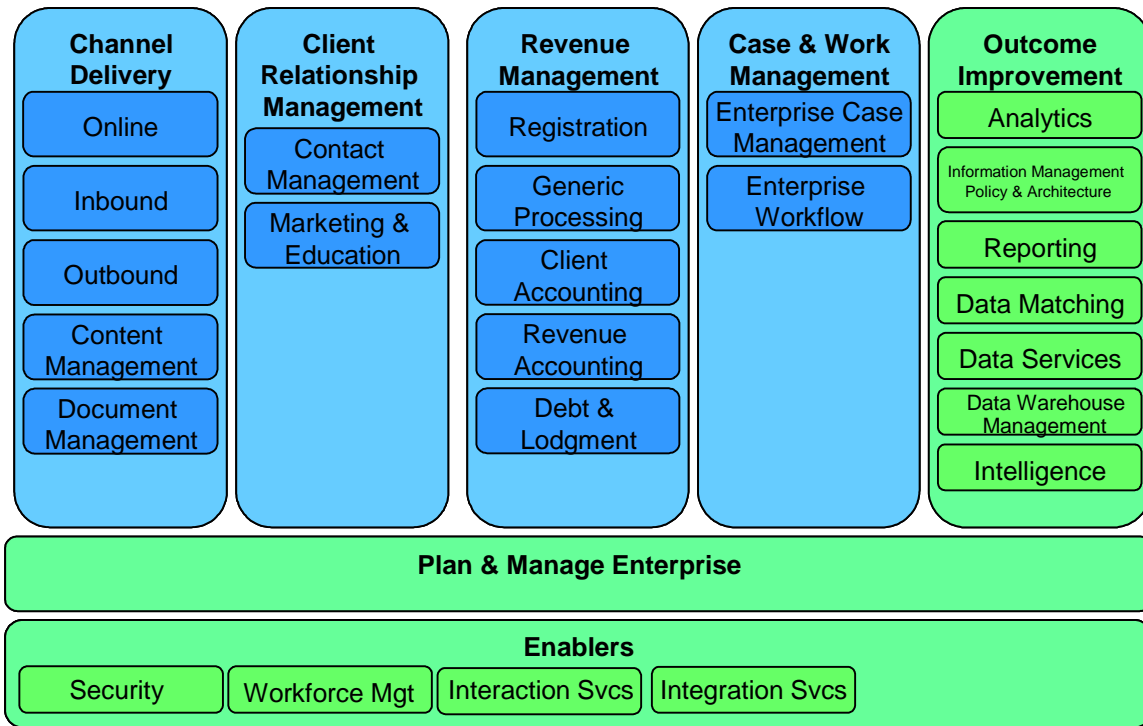 Channel
Delivery
Online
Inbound
Outbound
Content
Management
Document
Management
Client
Relationship
Management
Contact
Management
Marketing &
Education
Revenue
Management
Registration
Generic
Processing
Client
Accounting
Revenue
Accounting
Debt &
Lodgment
Case & Work
Management
Enterprise Case
Management
Enterprise
Workflow
Outcome
Improvement
Analytics
Information Management
Policy & Architecture
Reporting
Data Matching
Data Services
Data Warehouse
Management
Intelligence
Plan & Manage Enterprise
Enablers
Security
Workforce Mgt
Interaction Svcs
Integration Svcs